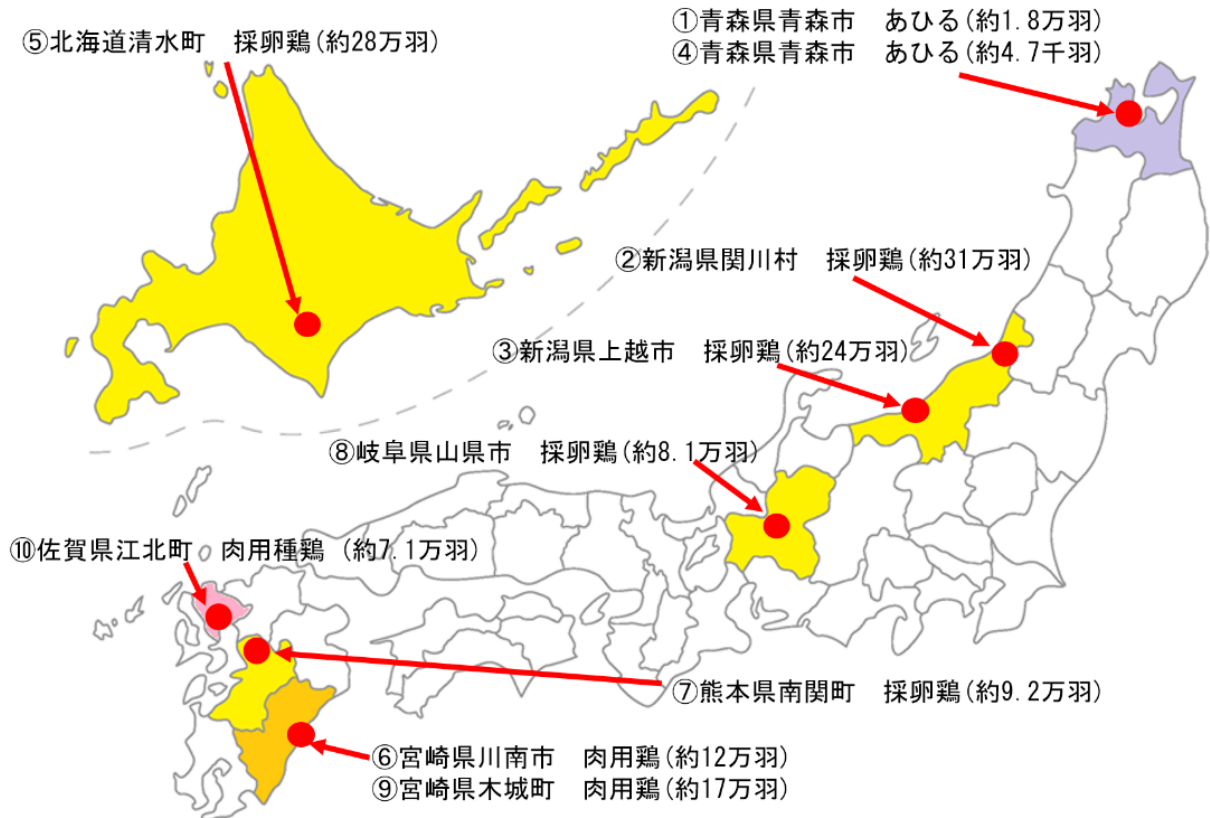 ①青森県青森市　あひる(約1.8万羽)
④青森県青森市　あひる(約4.7千羽)
⑤北海道清水町　採卵鶏(約28万羽)
②新潟県関川村　採卵鶏(約31万羽)
③新潟県上越市　採卵鶏(約24万羽)
⑧岐阜県山県市　採卵鶏(約8.1万羽)
⑩佐賀県江北町　肉用種鶏 (約7.1万羽)
⑦熊本県南関町　採卵鶏(約9.2万羽)
⑥宮崎県川南市　肉用鶏(約12万羽)
⑨宮崎県木城町　肉用鶏(約17万羽)